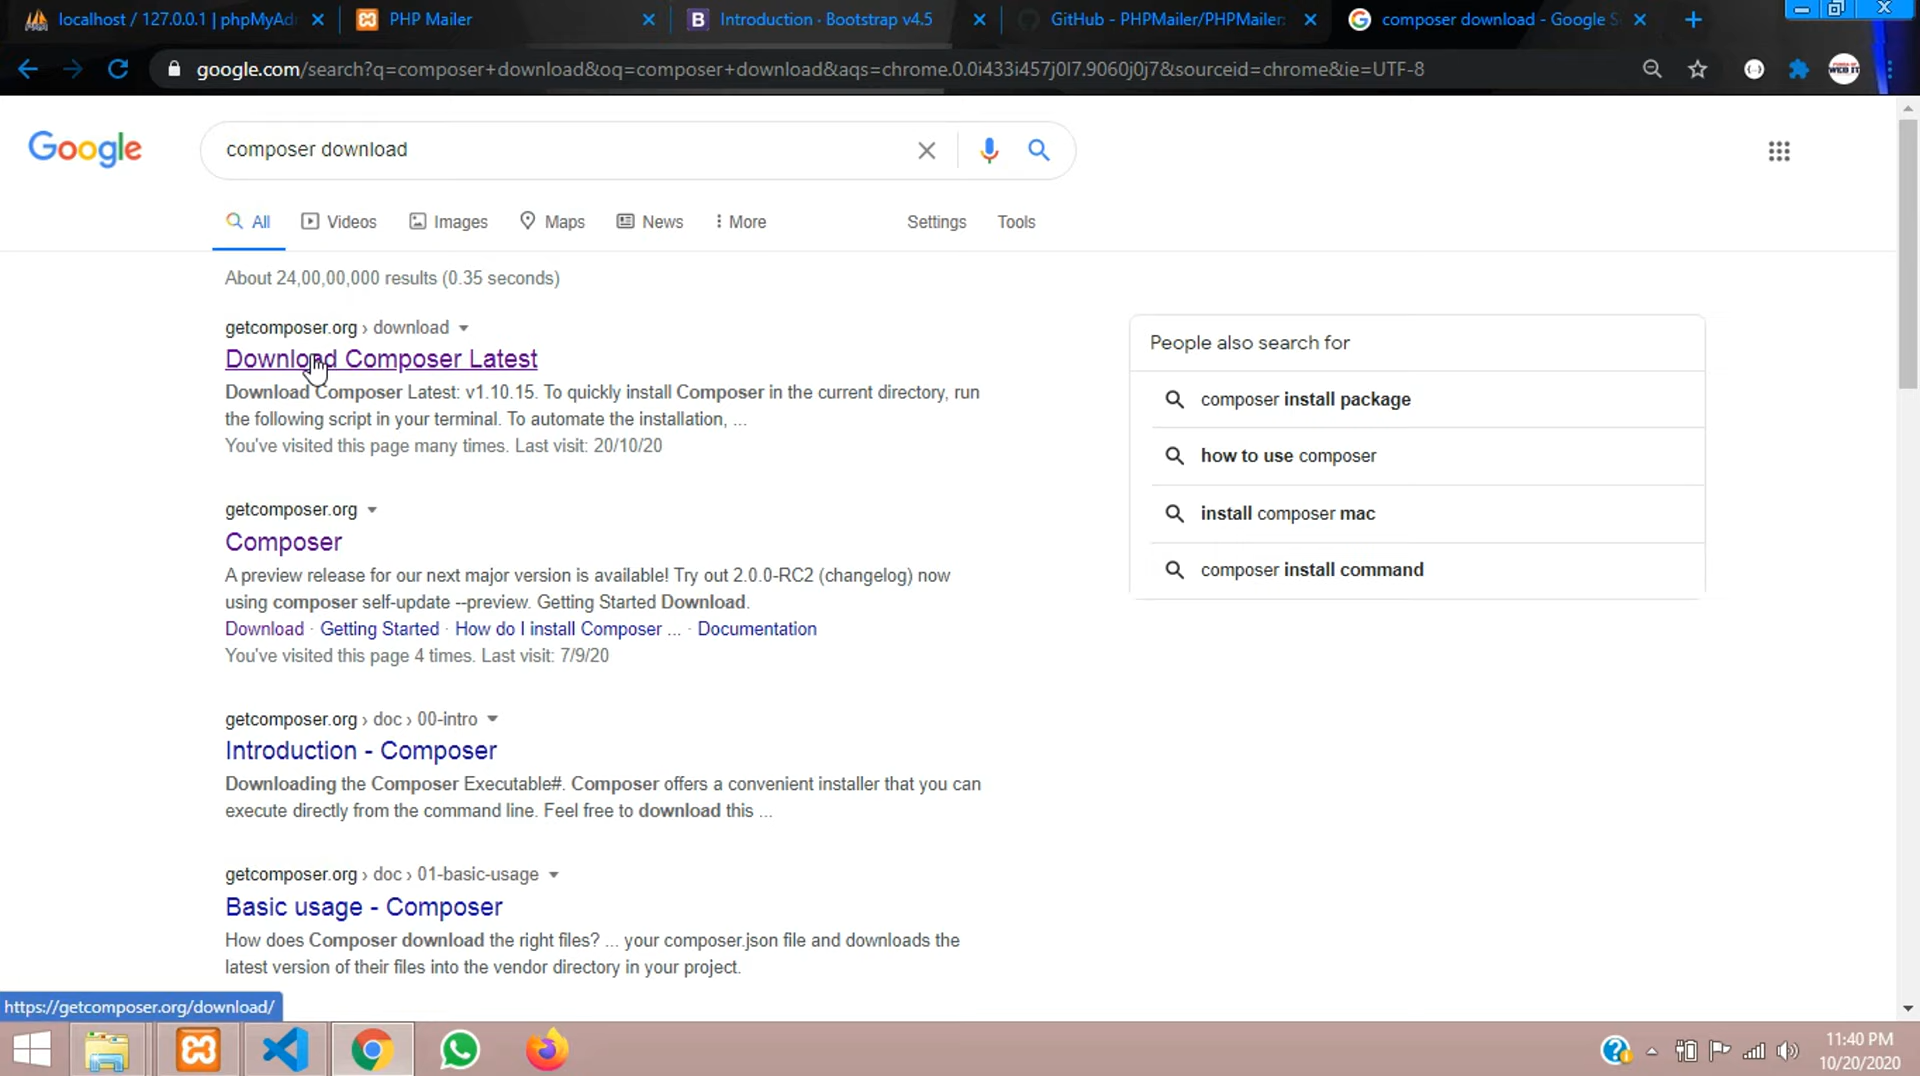 localhost / 127.0.0.1 | phpMyAdr
PHP Mailer
Introduction · Bootstrap v4.5
GitHub - PHPMailer/PHPMailer:
composer download - Google S
google.com/search?q=composer+download&oq=composer+download&aqs=chrome.0.0i433i457j0l7.9060j0j7&sourceid=chrome&ie=UTF-8
Google
composer download
All
Videos
Images
Maps
News
More
Settings
Tools
About 24,00,00,000 results (0.35 seconds)
getcomposer.org › download
Download Composer Latest
Download Composer Latest: v1.10.15. To quickly install Composer in the current directory, run
the following script in your terminal. To automate the installation, ...
You've visited this page many times. Last visit: 20/10/20
getcomposer.org
Composer
A preview release for our next major version is available! Try out 2.0.0-RC2 (changelog) now
using composer self-update --preview. Getting Started Download.
Download · Getting Started · How do I install Composer ... · Documentation
You've visited this page 4 times. Last visit: 7/9/20
getcomposer.org › doc › 00-intro
Introduction - Composer
Downloading the Composer Executable#. Composer offers a convenient installer that you can
execute directly from the command line. Feel free to download this ...
getcomposer.org › doc › 01-basic-usage
Basic usage - Composer
How does Composer download the right files? ... your composer.json file and downloads the
latest version of their files into the vendor directory in your project.
People also search for
composer install package
how to use composer
install composer mac
composer install command
https://getcomposer.org/download/
11:40 PM
10/20/2020